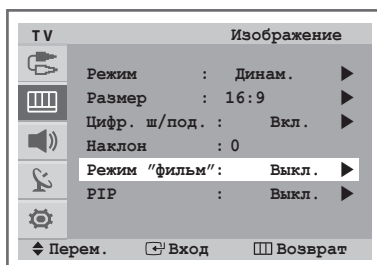 TV Изображение
Режим : Динам.
Размер : 16:9
Цифр. ш/под. : Вкл.
Наклон : 0
Режим "фильм": Выкл.
PIP : Выкл.
Перем. Вход Возврат